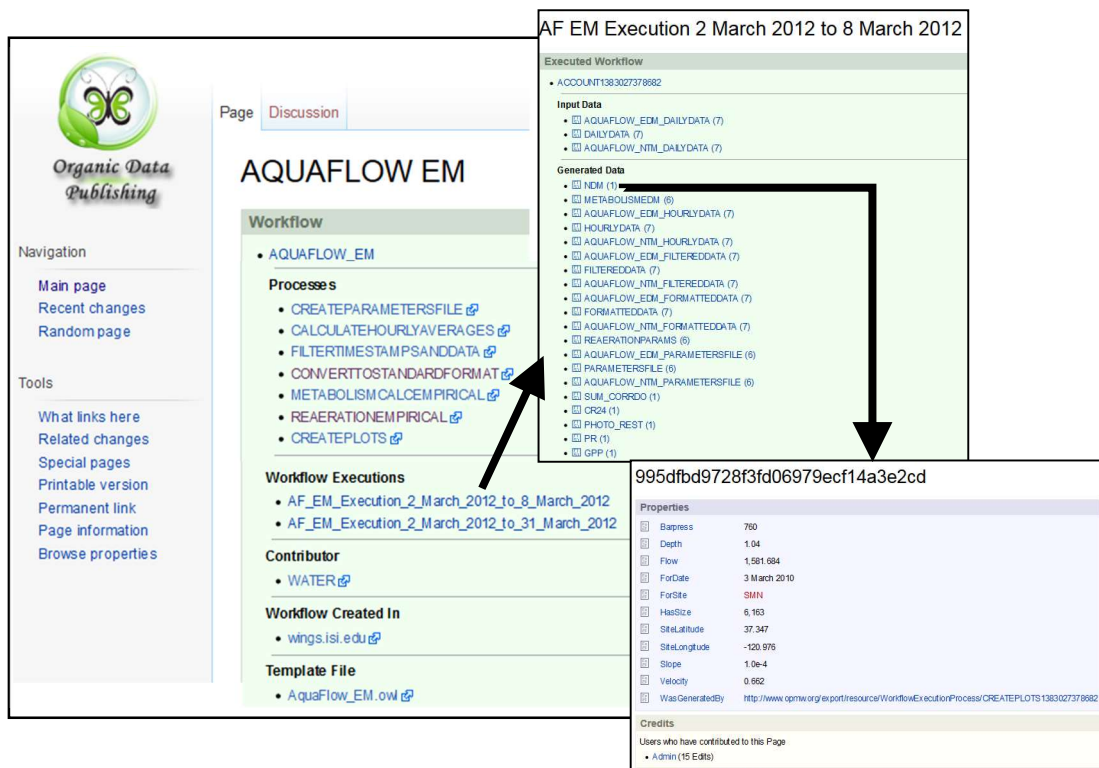 Organic Data
Publishing
Navigation
Main page
Recent changes
Random page
Tools
What links here
Related changes
Special pages
Printable version
Permanent link
Page information
Browse properties
Page Discussion
AQUAFLOW EM
Workflow
AQUAFLOW_EM
Processes
CREATEPARAMETERSFILE
CALCULATEHOURLYAVERAGES
FILTERTIMESTAMPSANDDATA
CONVERTTOSTANDARDFORMAT
METABOLISMCALCEMPIRICAL
REAERATIONEMPIRICAL
CREATEPLOTS
Workflow Executions
AF_EM_Execution_2_March_2012_to_8_March_2012
AF_EM_Execution_2_March_2012_to_31_March_2012
Contributor
WATER
Workflow Created In
wings.isi.edu
Template File
AquaFlow_EM.owl
AF EM Execution 2 March 2012 to 8 March 2012
Executed Workflow
ACCOUNT1383027378682
Input Data
AQUAFLOW_EDM_DAILYDATA (7)
DAILYDATA (7)
AQUAFLOW_NTM_DAILYDATA (7)
Generated Data
NDM (1)
METABOLISMEDM (6)
AQUAFLOW_EDM_HOURLYDATA (7)
HOURLYDATA (7)
AQUAFLOW_NTM_HOURLYDATA (7)
AQUAFLOW_EDM_FILTEREDDATA (7)
FILTEREDDATA (7)
AQUAFLOW_NTM_FILTEREDDATA (7)
AQUAFLOW_EDM_FORMATTEDDATA (7)
FORMATTEDDATA (7)
AQUAFLOW_NTM_FORMATTEDDATA (7)
REAERATIONPARAMS (6)
AQUAFLOW_EDM_PARAMETERSFILE (6)
PARAMETERSFILE (6)
AQUAFLOW_NTM_PARAMETERSFILE (6)
SUM_CORRDO (1)
CR24 (1)
PHOTO_REST (1)
PR (1)
GPP (1)
995dfbd9728f3fd06979ecf14a3e2cd
Properties
Barpress 760
Depth 1.04
Flow 1,581.684
ForDate 3 March 2010
ForSite SMN
HasSize 6,163
SiteLatitude 37.347
SiteLongitude -120.976
Slope 1.0e-4
Velocity 0.662
WasGeneratedBy http://www.opmw.org/export/resource/WorkflowExecutionProcess/CREATEPLOTS1383027378682
Credits
Users who have contributed to this Page
Admin (15 Edits)